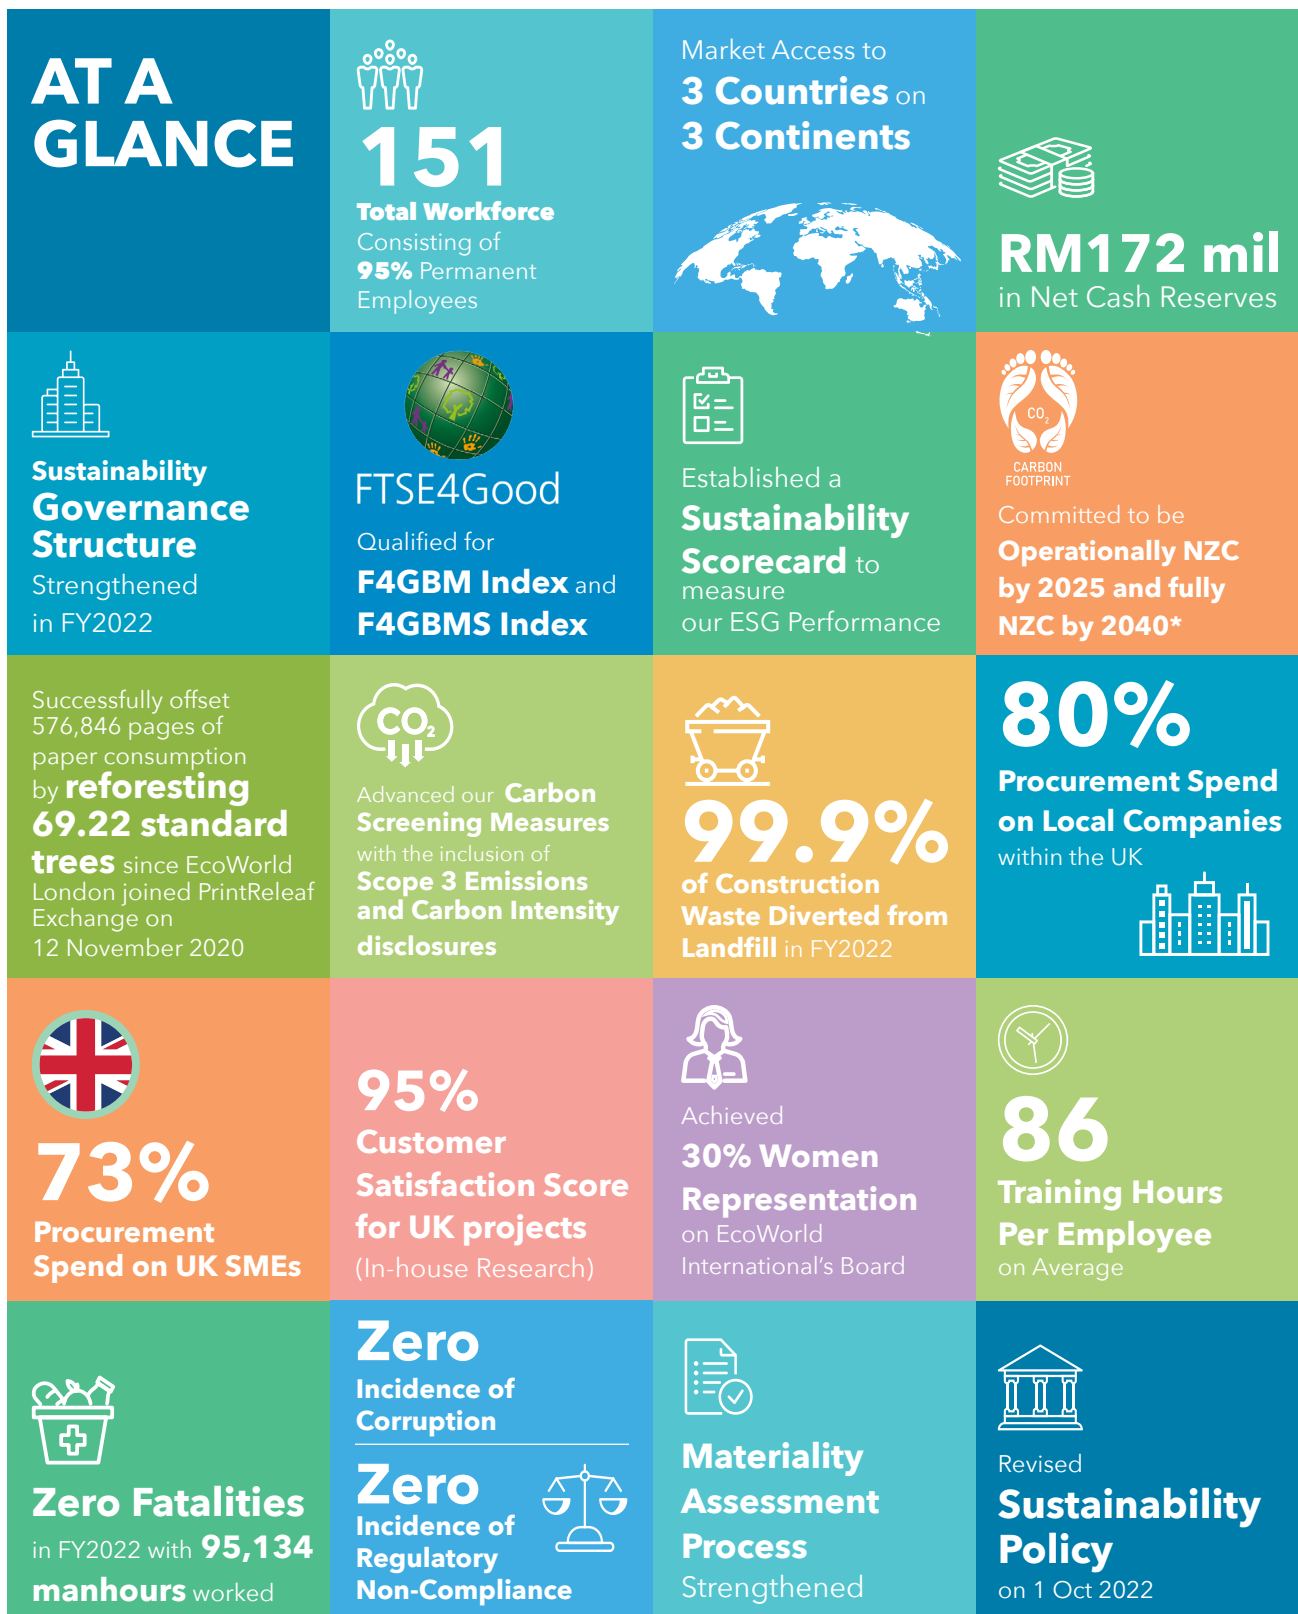 AT A
GLANCE
151
Total Workforce
Consisting of
95% Permanent
Employees
Market Access to
3 Countries on
3 Continents
RM172 mil
in Net Cash Reserves
Sustainability
Governance
Structure
Strengthened
in FY2022
FTSE4Good
Qualified for
F4GBM Index and
F4GBMS Index
Established a
Sustainability
Scorecard to
measure
our ESG Performance
CO₂
CARBON
FOOTPRINT
Committed to be
Operationally NZC
by 2025 and fully
NZC by 2040*
Successfully offset
576,846 pages of
paper consumption
by reforesting
69.22 standard
trees since EcoWorld
London joined PrintReleaf
Exchange on
12 November 2020
CO₂
Advanced our Carbon
Screening Measures
with the inclusion of
Scope 3 Emissions
and Carbon Intensity
disclosures
99.9%
of Construction
Waste Diverted from
Landfill in FY2022
80%
Procurement Spend
on Local Companies
within the UK
73%
Procurement
Spend on UK SMEs
95%
Customer
Satisfaction Score
for UK projects
(In-house Research)
Achieved
30% Women
Representation
on EcoWorld
International's Board
86
Training Hours
Per Employee
on Average
Zero Fatalities
in FY2022 with 95,134
manhours worked
Zero
Incidence of
Corruption
Zero
Incidence of
Regulatory
Non-Compliance
Materiality
Assessment
Process
Strengthened
Revised
Sustainability
Policy
on 1 Oct 2022